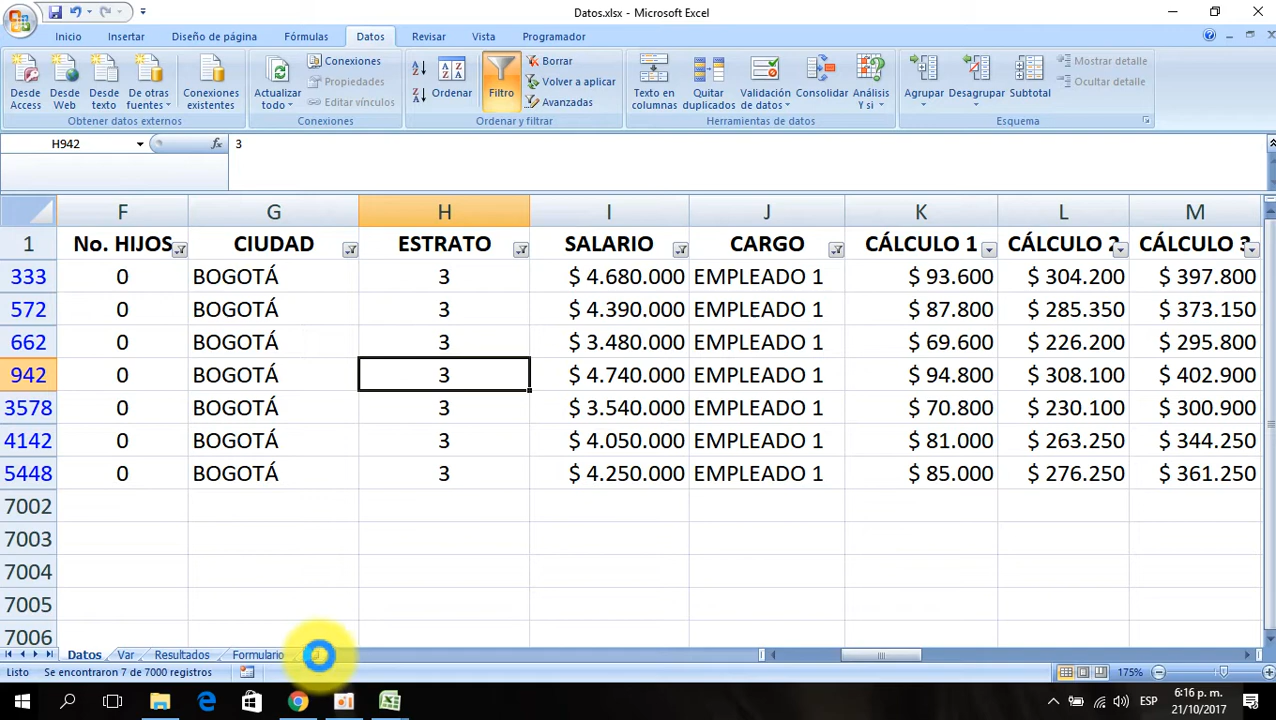 Datos.xlsx - Microsoft Excel
Inicio Insertar Diseño de página Fórmulas Datos Revisar Vista Programador
Desde Access
Desde Web
Desde texto
De otras fuentes
Conexiones existentes
Obtener datos externos
Actualizar todo
Conexiones
Propiedades
Editar vínculos
Conexiones
Ordenar
Filtro
Borrar
Volver a aplicar
Avanzadas
Ordenar y filtrar
Texto en columnas
Quitar duplicados
Validación de datos
Consolidar
Análisis Y si
Herramientas de datos
Agrupar
Desagrupar
Subtotal
Mostrar detalle
Ocultar detalle
Esquema
H942 fx 3
F G H I J K L M
1 No. HIJOS CIUDAD ESTRATO SALARIO CARGO CÁLCULO 1 CÁLCULO 2 CÁLCULO 3
333 0 BOGOTÁ 3 $ 4.680.000 EMPLEADO 1 $ 93.600 $ 304.200 $ 397.800
572 0 BOGOTÁ 3 $ 4.390.000 EMPLEADO 1 $ 87.800 $ 285.350 $ 373.150
662 0 BOGOTÁ 3 $ 3.480.000 EMPLEADO 1 $ 69.600 $ 226.200 $ 295.800
942 0 BOGOTÁ 3 $ 4.740.000 EMPLEADO 1 $ 94.800 $ 308.100 $ 402.900
3578 0 BOGOTÁ 3 $ 3.540.000 EMPLEADO 1 $ 70.800 $ 230.100 $ 300.900
4142 0 BOGOTÁ 3 $ 4.050.000 EMPLEADO 1 $ 81.000 $ 263.250 $ 344.250
5448 0 BOGOTÁ 3 $ 4.250.000 EMPLEADO 1 $ 85.000 $ 276.250 $ 361.250
7002
7003
7004
7005
7006
Datos Var Resultados Formulario
Listo Se encontraron 7 de 7000 registros 175%
ESP 6:16 p. m.
21/10/2017